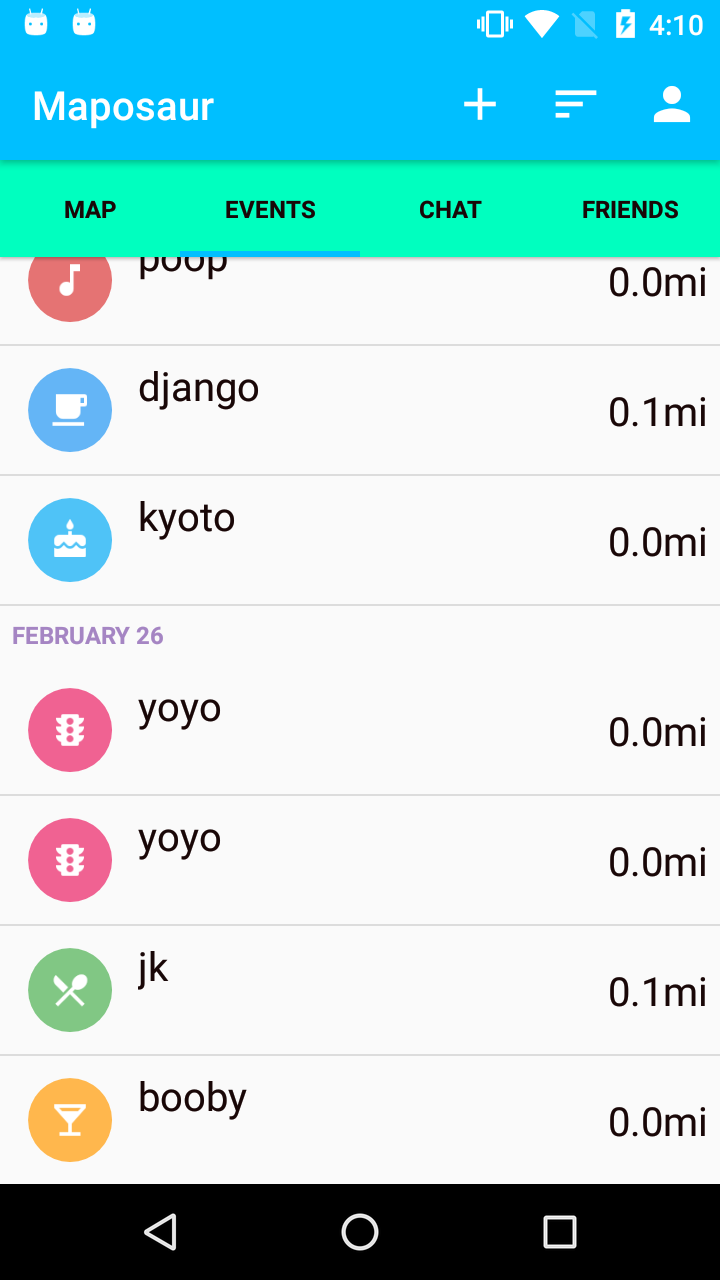 4:10
Maposaur
MAP EVENTS CHAT FRIENDS
poop 0.0mi
django 0.1mi
kyoto 0.0mi
FEBRUARY 26
yoyo 0.0mi
yoyo 0.0mi
jk 0.1mi
booby 0.0mi